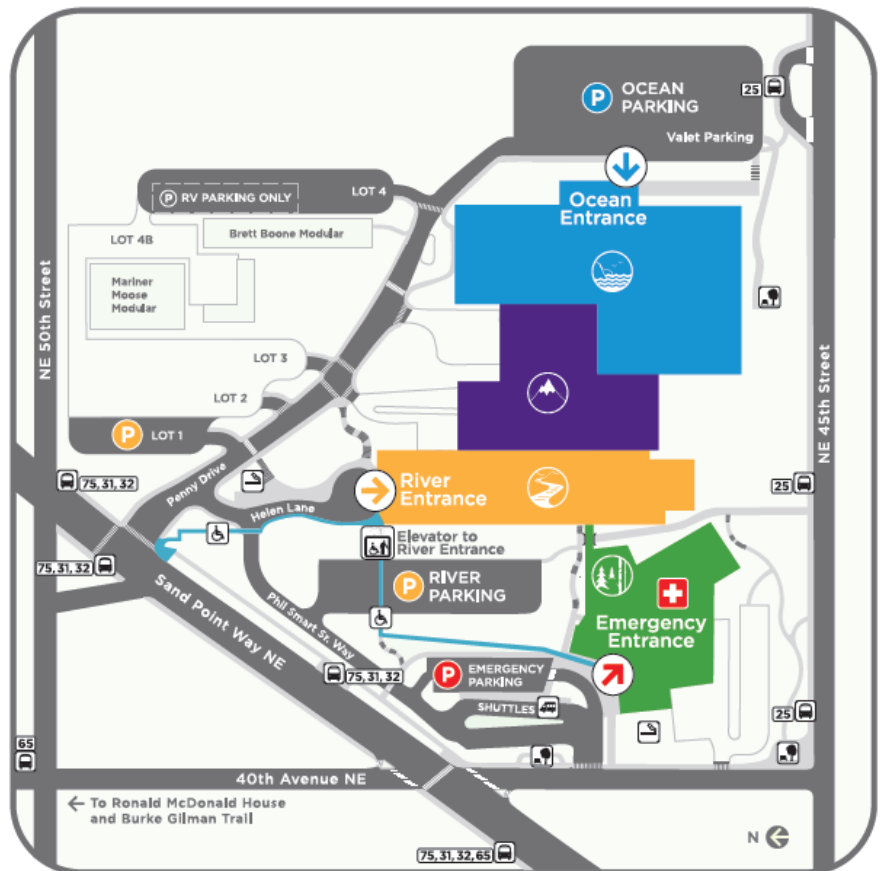 P OCEAN
PARKING
25
Valet Parking
Ocean
Entrance
P RV PARKING ONLY
LOT 4
LOT 4B
Brett Boone Modular
Mariner
Moose
Modular
NE 50th Street
NE 45th Street
LOT 3
LOT 2
P LOT 1
Penny Drive
75, 31, 32
River
Entrance
25
Helen Lane
Elevator to
River Entrance
75, 31, 32
P RIVER
PARKING
Sand Point Way NE
Phil Smart Sr. Way
Emergency
Entrance
P EMERGENCY
PARKING
75, 31, 32
SHUTTLES
25
65
40th Avenue NE
To Ronald McDonald House
and Burke Gilman Trail
N
75, 31, 32, 65